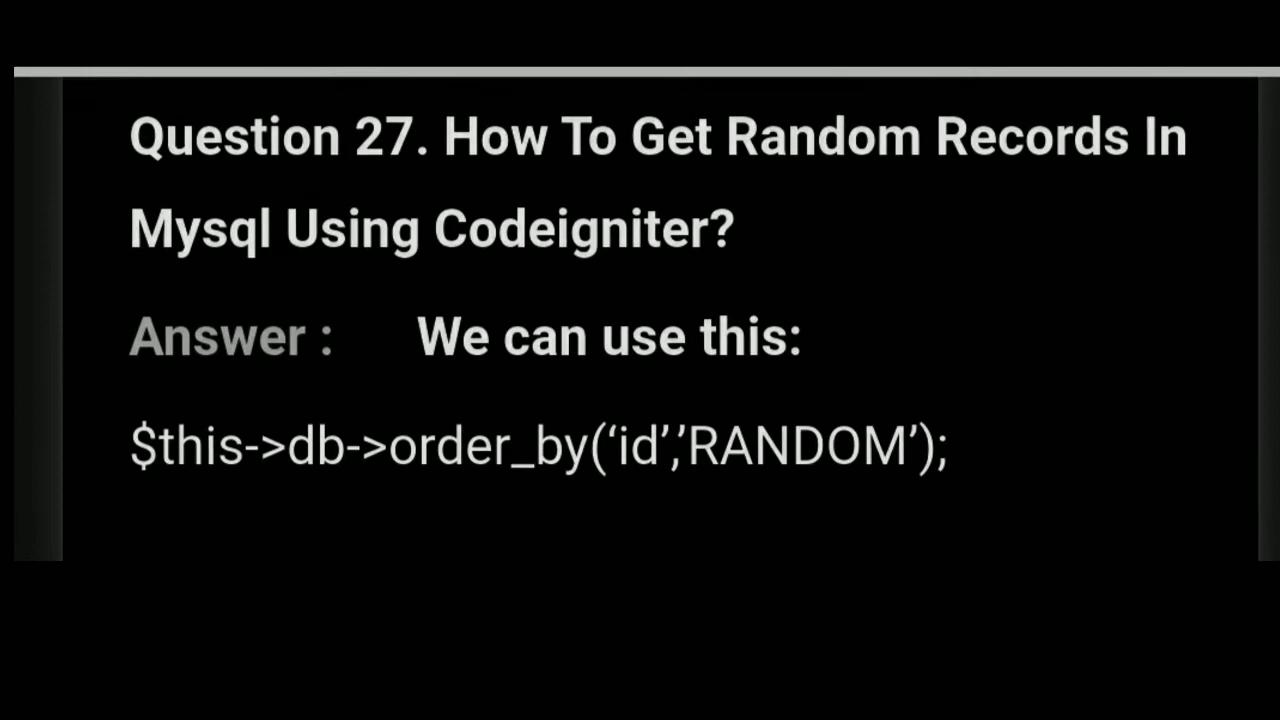 Question 27. How To Get Random Records In
Mysql Using Codeigniter?
Answer : We can use this:
$this->db->order_by(‘id’,’RANDOM’);